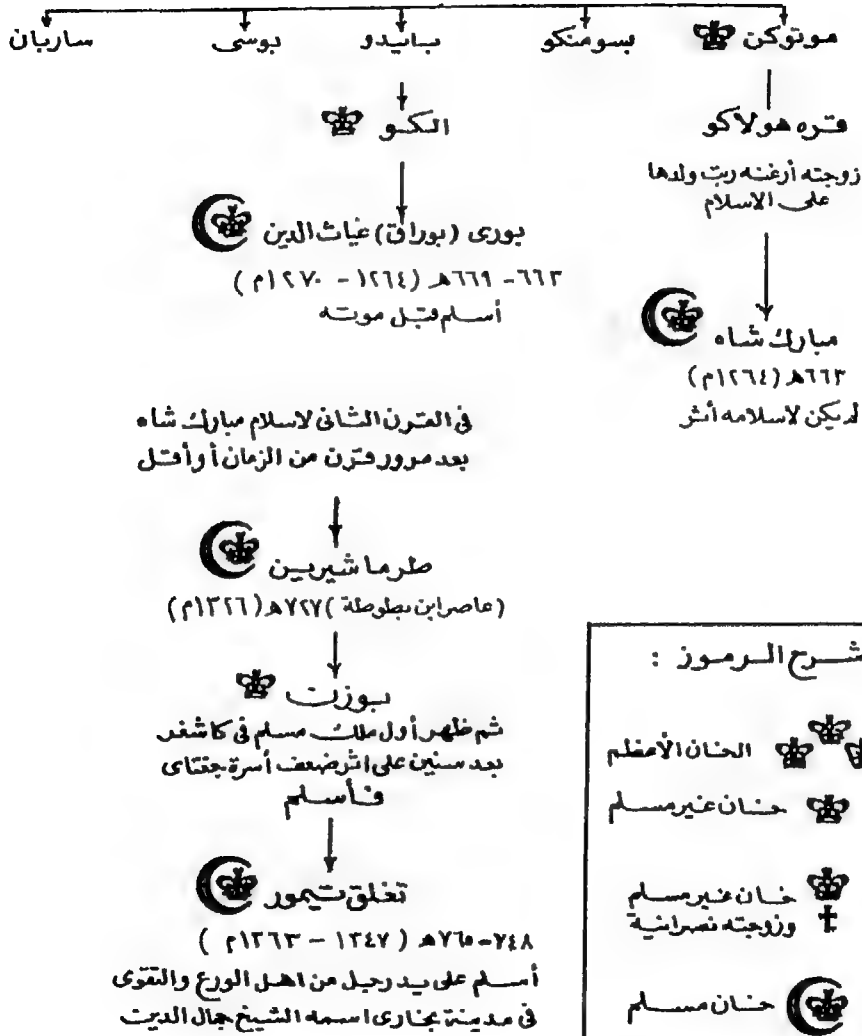 موتوكن
بسومنكو
بانيدو
بوسى
ساربان
قره هولاكو
زوجته أرغنه ربت ولدها
على الاسلام
مبارك شاه
٦٦٣هـ (١٢٦٤م)
لم يكن لاسلامه أثر
الكو
بورى (بوراق) غياث الدين
٦٦٣ - ٦٦٩هـ (١٢٦٤ - ١٢٧٠م)
أسلم قبل موته
فى القرن الثانى لاسلام مبارك شاه
بعد مرور قرن من الزمان أو أقل
طرما شيرين
(عاصر ابن بطوطة) ٧٢٧هـ (١٣٢٦م)
بوزت
ثم ظهر أول ملك مسلم فى كاشغر
بعد سنين على اثر ضعف أسرة جغتاى
فأسلم
تغلق تيمور
٧٤٨-٧٦٥هـ (١٣٤٧ - ١٣٦٣م)
أسلم على يد رجل من اهل الورع والتقوى
فى مدينة بخارى اسمه الشيخ جمال الدين
شرح الرموز :
الخان الأعظم
خان غير مسلم
خان غير مسلم
وزوجته نصرانية
خان مسلم